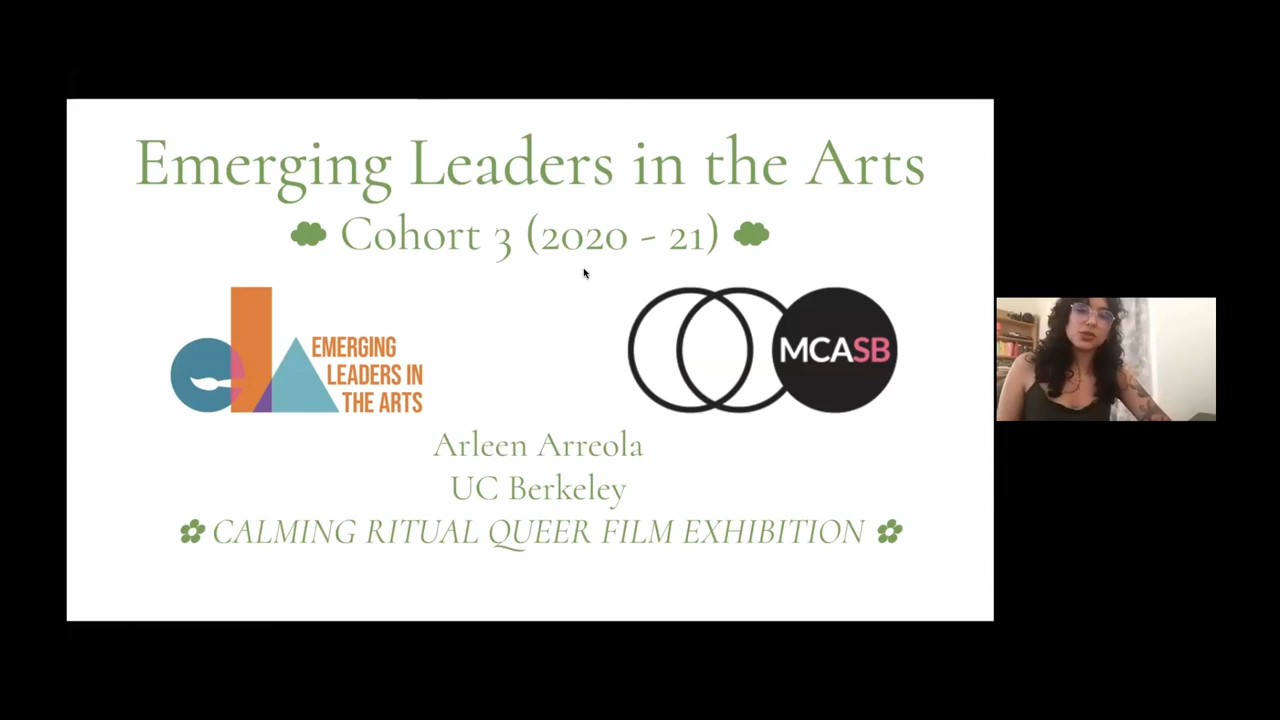 Emerging Leaders in the Arts
Cohort 3 (2020 - 21)
EMERGING
LEADERS IN
THE ARTS
MCASB
Arleen Arreola
UC Berkeley
CALMING RITUAL QUEER FILM EXHIBITION